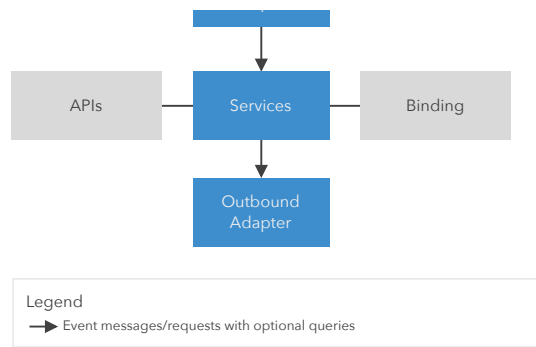 APIs
Services
Binding
Outbound
Adapter
Legend
Event messages/requests with optional queries